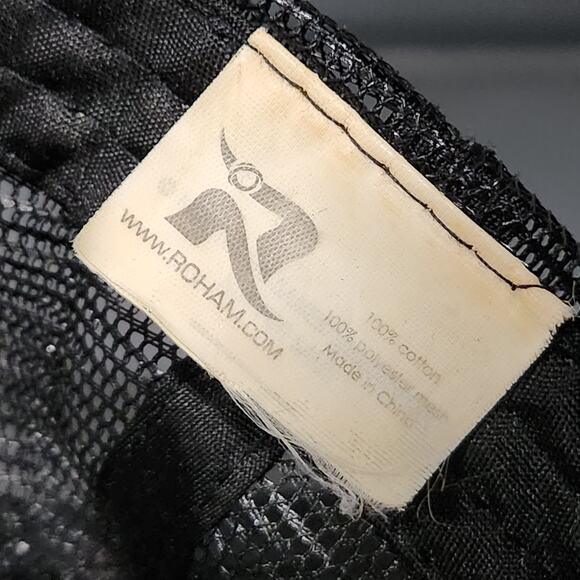 R
WWW.ROHAM.COM
100% cotton
100% polyester mesh
Made in China